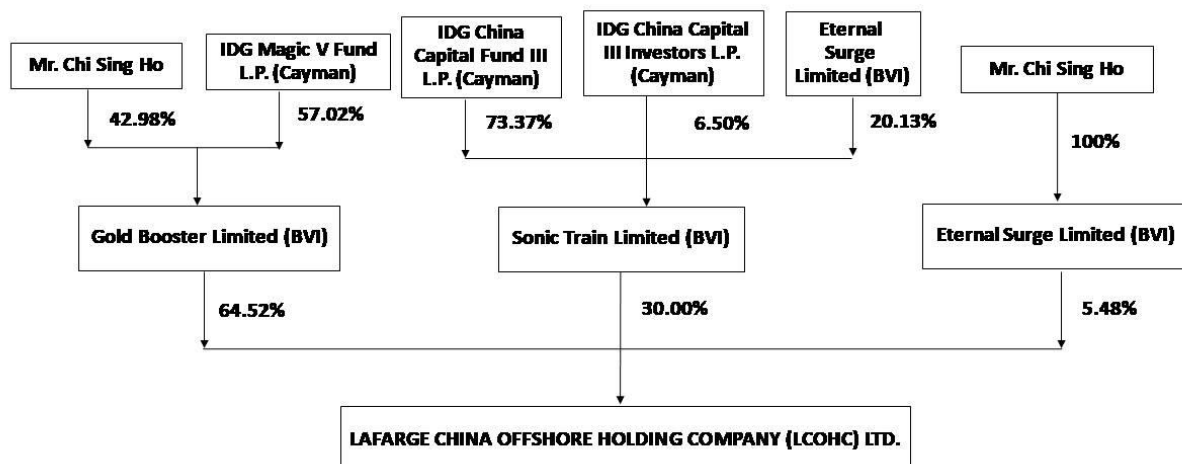 Mr. Chi Sing Ho
IDG Magic V Fund
L.P. (Cayman)
IDG China
Capital Fund III
L.P. (Cayman)
IDG China Capital
III Investors L.P.
(Cayman)
Eternal
Surge
Limited (BVI)
Mr. Chi Sing Ho
42.98%
57.02%
73.37%
6.50%
20.13%
100%
Gold Booster Limited (BVI)
Sonic Train Limited (BVI)
Eternal Surge Limited (BVI)
64.52%
30.00%
5.48%
LAFARGE CHINA OFFSHORE HOLDING COMPANY (LCOHC) LTD.